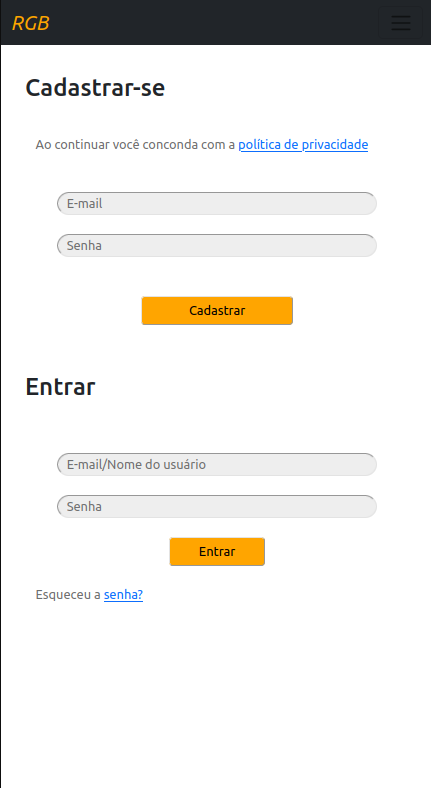 RGB
Cadastrar-se
Ao continuar você conconda com a política de privacidade
E-mail
Senha
Cadastrar
Entrar
E-mail/Nome do usuário
Senha
Entrar
Esqueceu a senha?